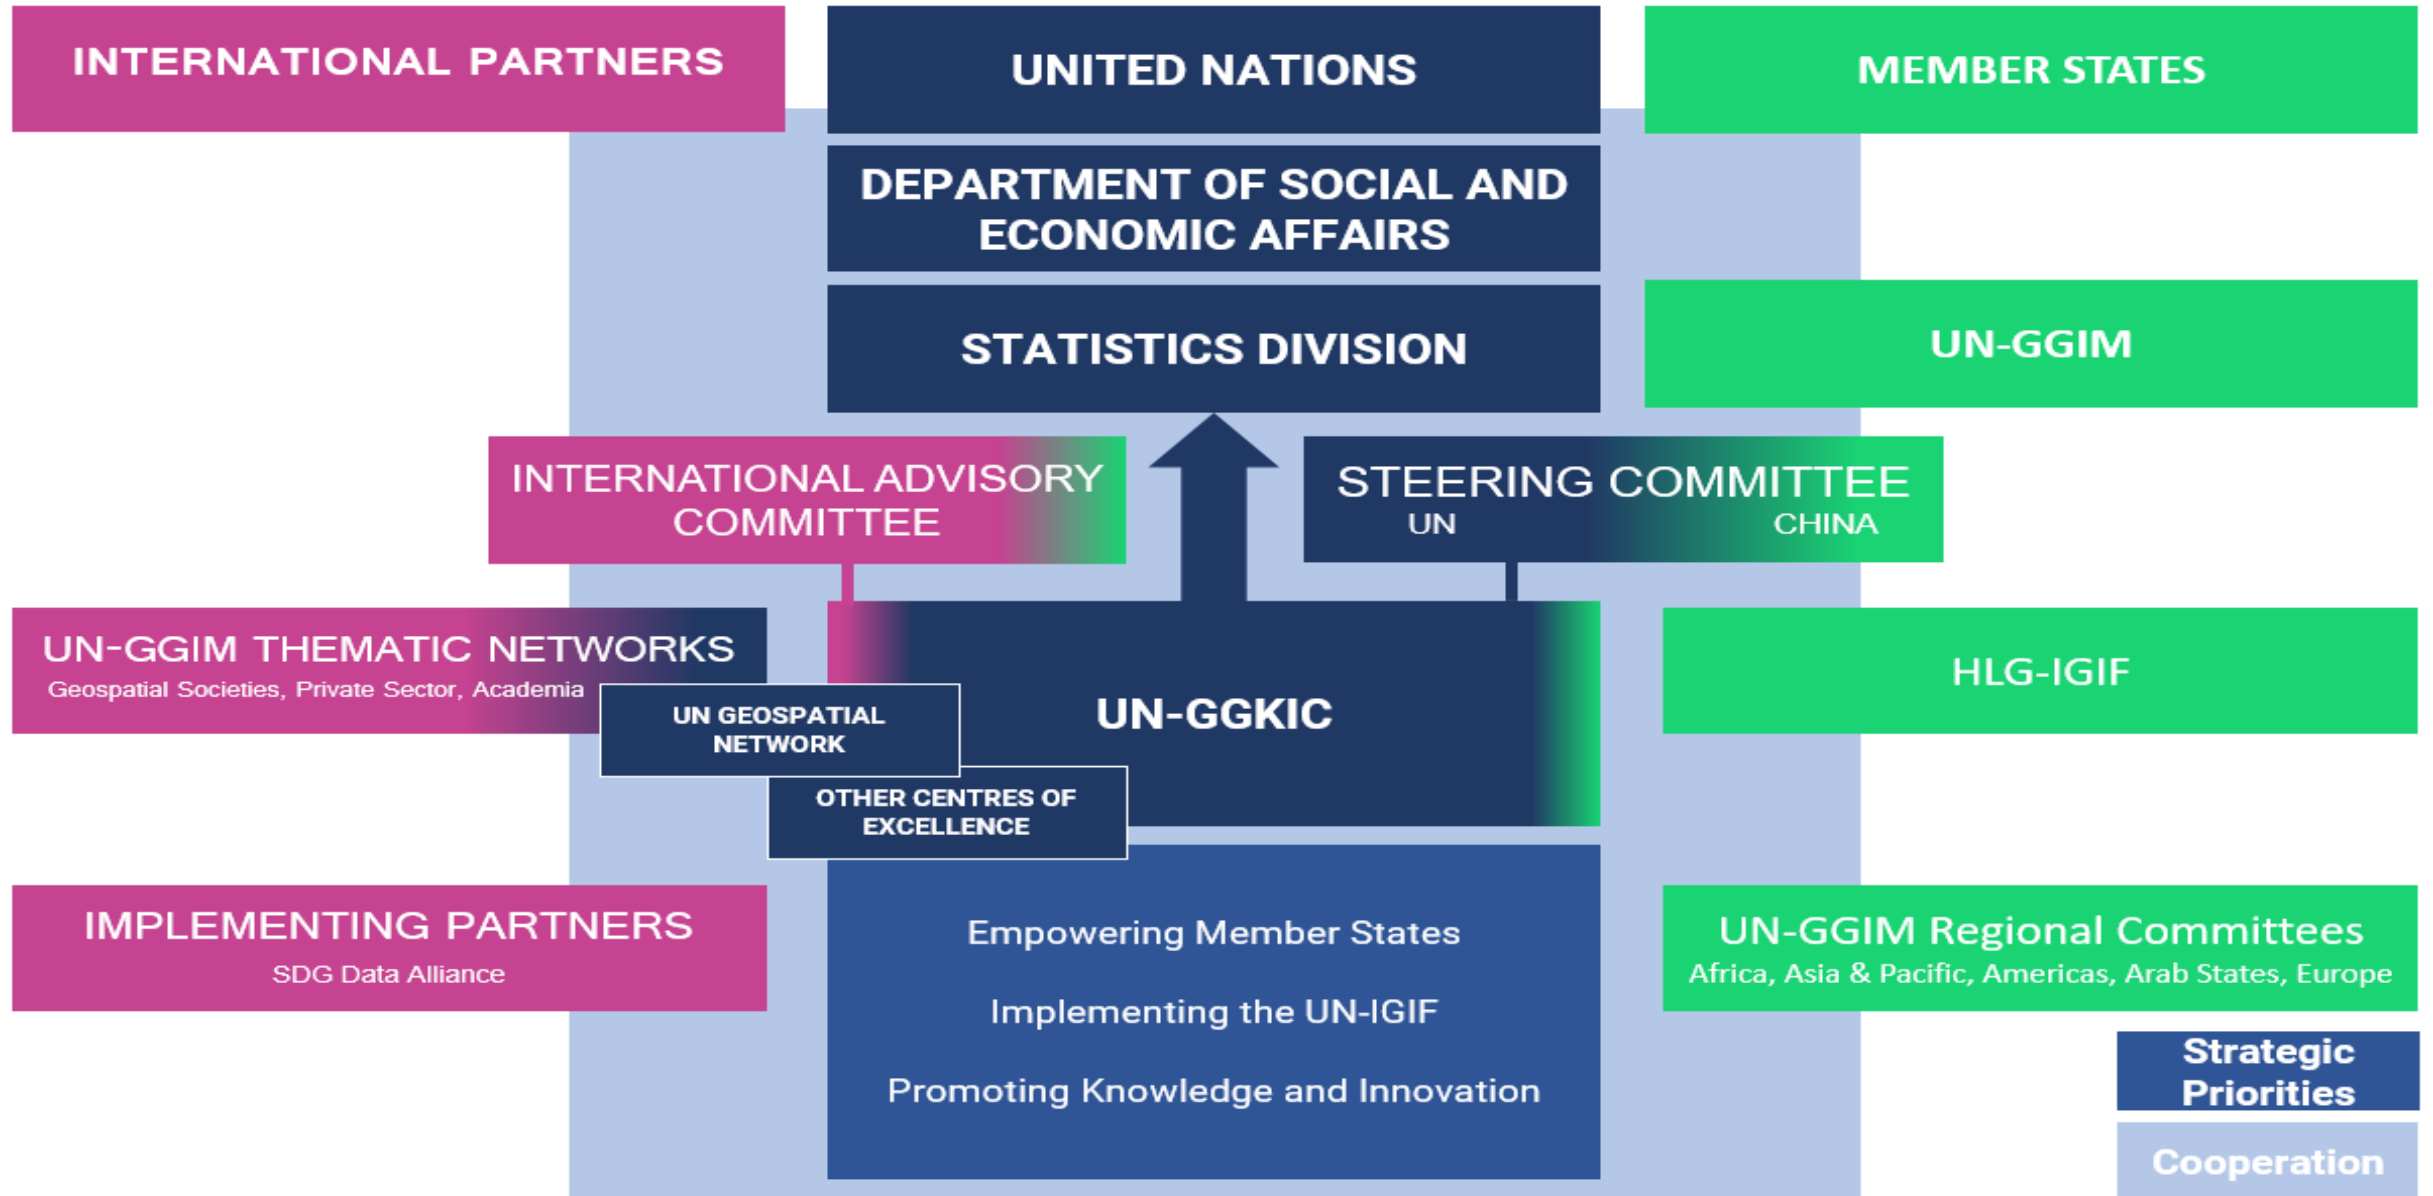 INTERNATIONAL PARTNERS
UNITED NATIONS
MEMBER STATES
DEPARTMENT OF SOCIAL AND
ECONOMIC AFFAIRS
STATISTICS DIVISION
UN-GGIM
INTERNATIONAL ADVISORY
COMMITTEE
STEERING COMMITTEE
UN CHINA
UN-GGIM THEMATIC NETWORKS
Geospatial Societies, Private Sector, Academia
UN GEOSPATIAL
NETWORK
OTHER CENTRES OF
EXCELLENCE
UN-GGKIC
HLG-IGIF
IMPLEMENTING PARTNERS
SDG Data Alliance
Empowering Member States
Implementing the UN-IGIF
Promoting Knowledge and Innovation
UN-GGIM Regional Committees
Africa, Asia & Pacific, Americas, Arab States, Europe
Strategic
Priorities
Cooperation